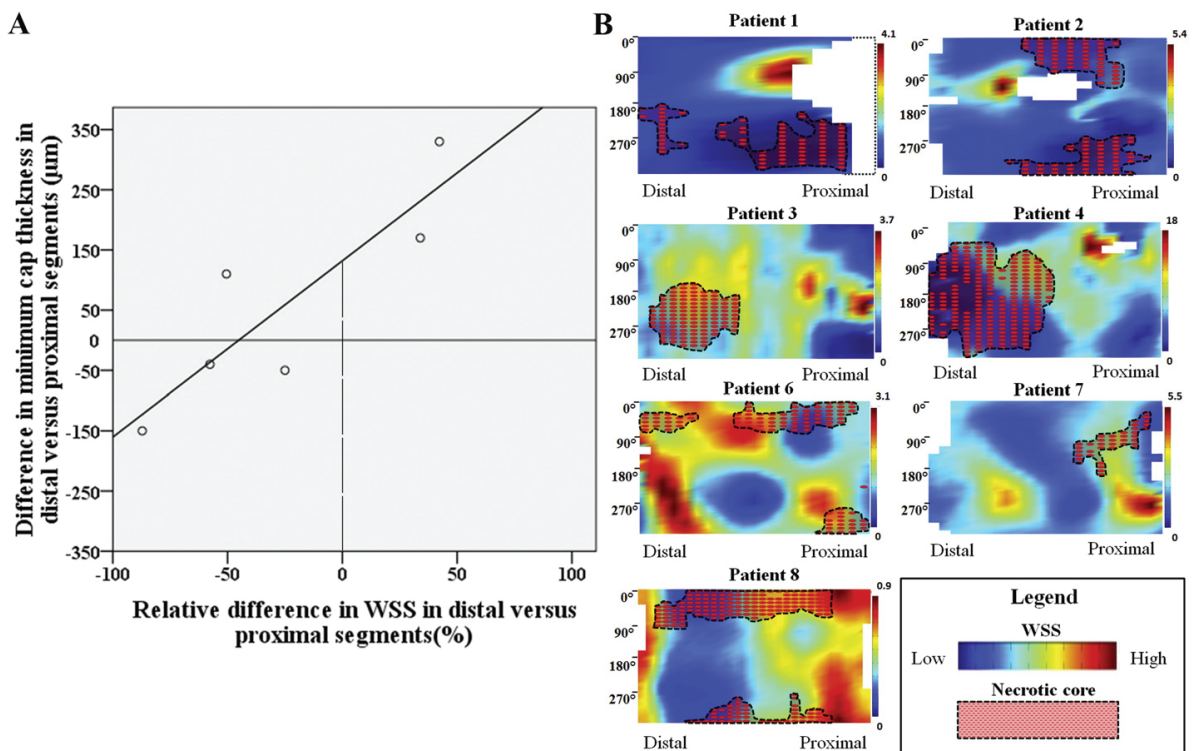 A
Difference in minimum cap thickness in
distal versus proximal segments (µm)
350
250
150
50
0
-50
-150
-250
-350
-100
-50
0
50
100
Relative difference in WSS in distal versus
proximal segments(%)
B
Patient 1
0°
90°
180°
270°
4.1
0
Distal
Proximal
Patient 2
0°
90°
180°
270°
5.4
0
Distal
Proximal
Patient 3
0°
90°
180°
270°
3.7
0
Distal
Proximal
Patient 4
0°
90°
180°
270°
18
0
Distal
Proximal
Patient 6
0°
90°
180°
270°
3.1
0
Distal
Proximal
Patient 7
0°
90°
180°
270°
5.5
0
Distal
Proximal
Patient 8
0°
90°
180°
270°
0.9
0
Distal
Proximal
Legend
WSS
Low
High
Necrotic core